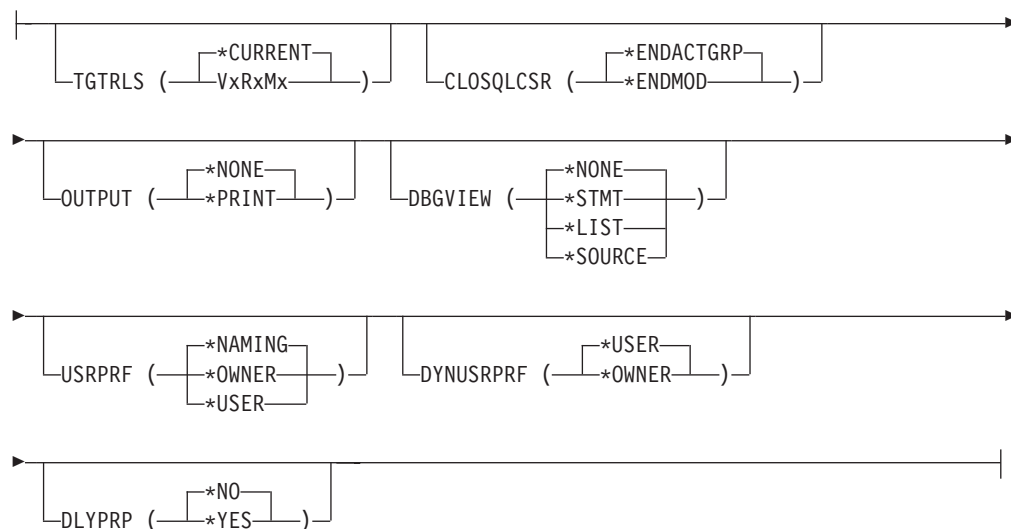 *CURRENT *ENDACTGRP
TGTRLS ( VxRxMx ) CLOSQLCSR ( *ENDMOD )
*NONE *NONE
OUTPUT ( *PRINT ) DBGVIEW ( *STMT )
*LIST
*SOURCE
*NAMING *USER
USRPRF ( *OWNER ) DYNUSRPRF ( *OWNER )
*USER
*NO
DLYPRP ( *YES )